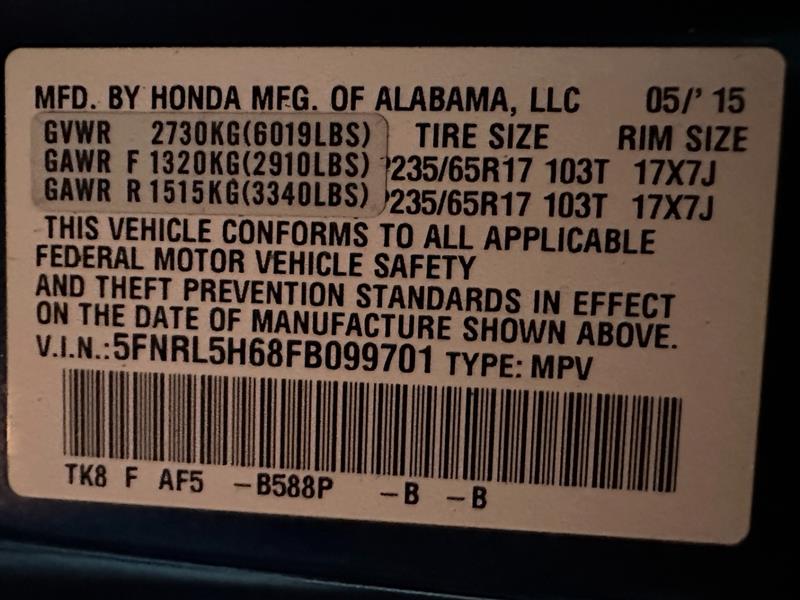 MFD. BY HONDA MFG. OF ALABAMA, LLC 05/'15
GVWR 2730KG(6019LBS) TIRE SIZE RIM SIZE
GAWR F 1320KG(2910LBS) P235/65R17 103T 17X7J
GAWR R 1515KG(3340LBS) P235/65R17 103T 17X7J
THIS VEHICLE CONFORMS TO ALL APPLICABLE
FEDERAL MOTOR VEHICLE SAFETY
AND THEFT PREVENTION STANDARDS IN EFFECT
ON THE DATE OF MANUFACTURE SHOWN ABOVE.
V.I.N.:5FNRL5H68FB099701 TYPE: MPV
TK8 F AF5 -B588P -B -B